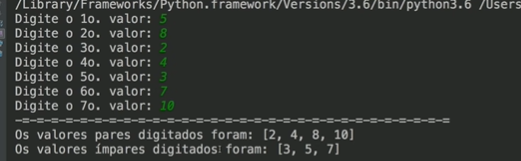 /Library/Frameworks/Python.framework/Versions/3.6/bin/python3.6 /Users
Digite o 1o. valor: 5
Digite o 2o. valor: 8
Digite o 3o. valor: 2
Digite o 4o. valor: 4
Digite o 5o. valor: 3
Digite o 6o. valor: 7
Digite o 7o. valor: 10
-=-=-=-=-=-=-=-=-=-=-=-=-=-=-=-=-=-=-=-=-=-=-=-=-=-=-=-=-=-=
Os valores pares digitados foram: [2, 4, 8, 10]
Os valores ímpares digitados foram: [3, 5, 7]